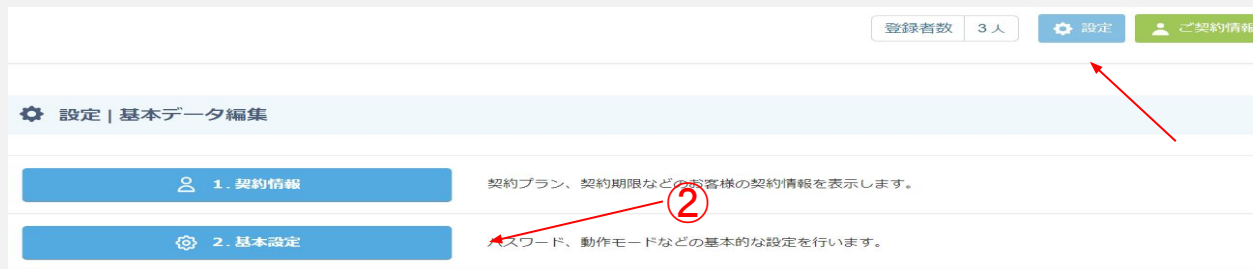 登録者数 3人 設定 ご契約情報
設定 | 基本データ編集
1. 契約情報 契約プラン、契約期限などのお客様の契約情報を表示します。
②
2. 基本設定 パスワード、動作モードなどの基本的な設定を行います。